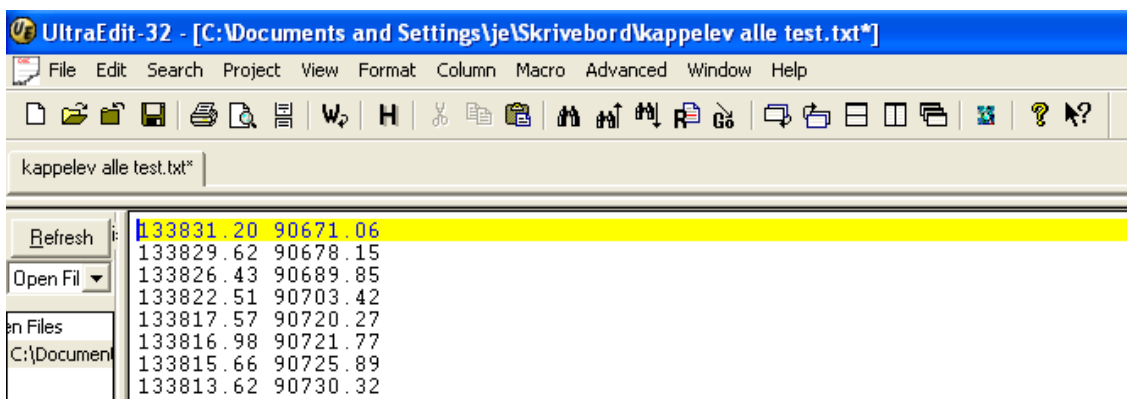 UltraEdit-32 - [C:\Documents and Settings\je\Skrivebord\kappelev alle test.txt*]
File Edit Search Project View Format Column Macro Advanced Window Help
kappelev alle test.txt*
Refresh
Open Fil
en Files
C:\Document
133831.20 90671.06
133829.62 90678.15
133826.43 90689.85
133822.51 90703.42
133817.57 90720.27
133816.98 90721.77
133815.66 90725.89
133813.62 90730.32